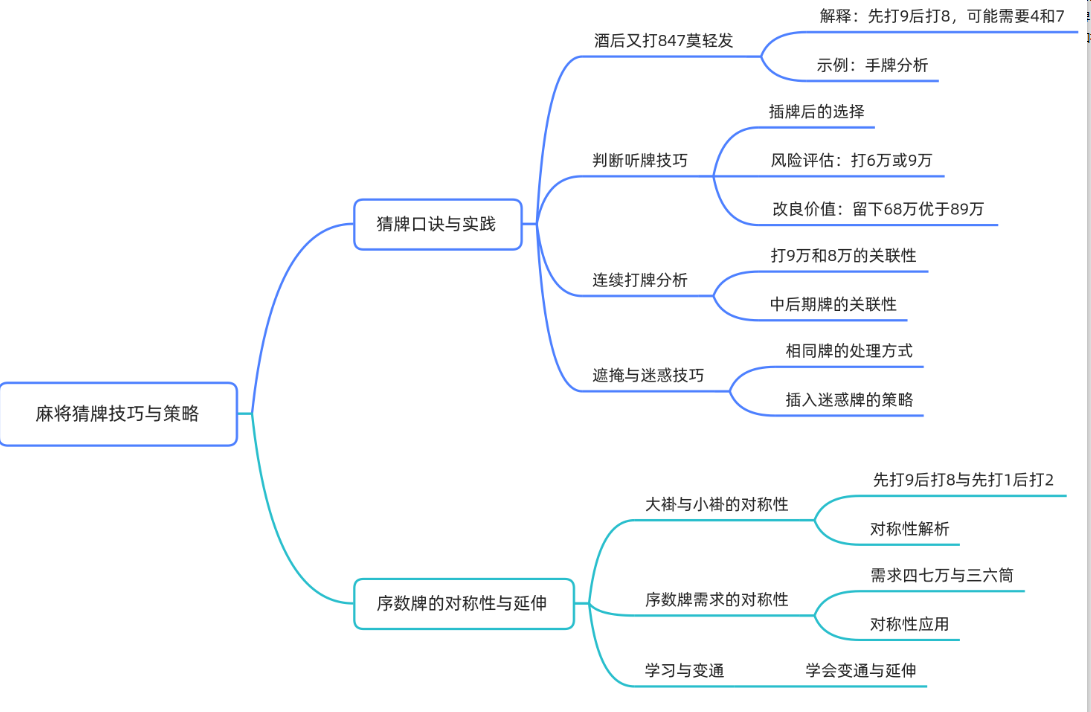 麻将猜牌技巧与策略
猜牌口诀与实践
酒后又打847莫轻发
解释：先打9后打8，可能需要4和7
示例：手牌分析
判断听牌技巧
插牌后的选择
风险评估：打6万或9万
改良价值：留下68万优于89万
连续打牌分析
打9万和8万的关联性
中后期牌的关联性
遮掩与迷惑技巧
相同牌的处理方式
插入迷惑牌的策略
序数牌的对称性与延伸
大褂与小褂的对称性
先打9后打8与先打1后打2
对称性解析
序数牌需求的对称性
需求四七万与三六筒
对称性应用
学习与变通
学会变通与延伸